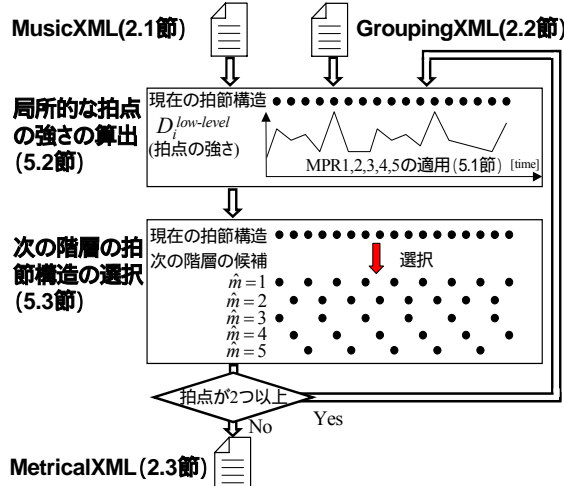 MusicXML(2.1節)
GroupingXML(2.2節)
局所的な拍点
の強さの算出
(5.2節)
現在の拍節構造
D_i^{low-level}
(拍点の強さ)
MPR1,2,3,4,5の適用(5.1節)
[time]
次の階層の拍
節構造の選択
(5.3節)
現在の拍節構造
次の階層の候補
選択
m̂ = 1
m̂ = 2
m̂ = 3
m̂ = 4
m̂ = 5
拍点が2つ以上
No
Yes
MetricalXML(2.3節)